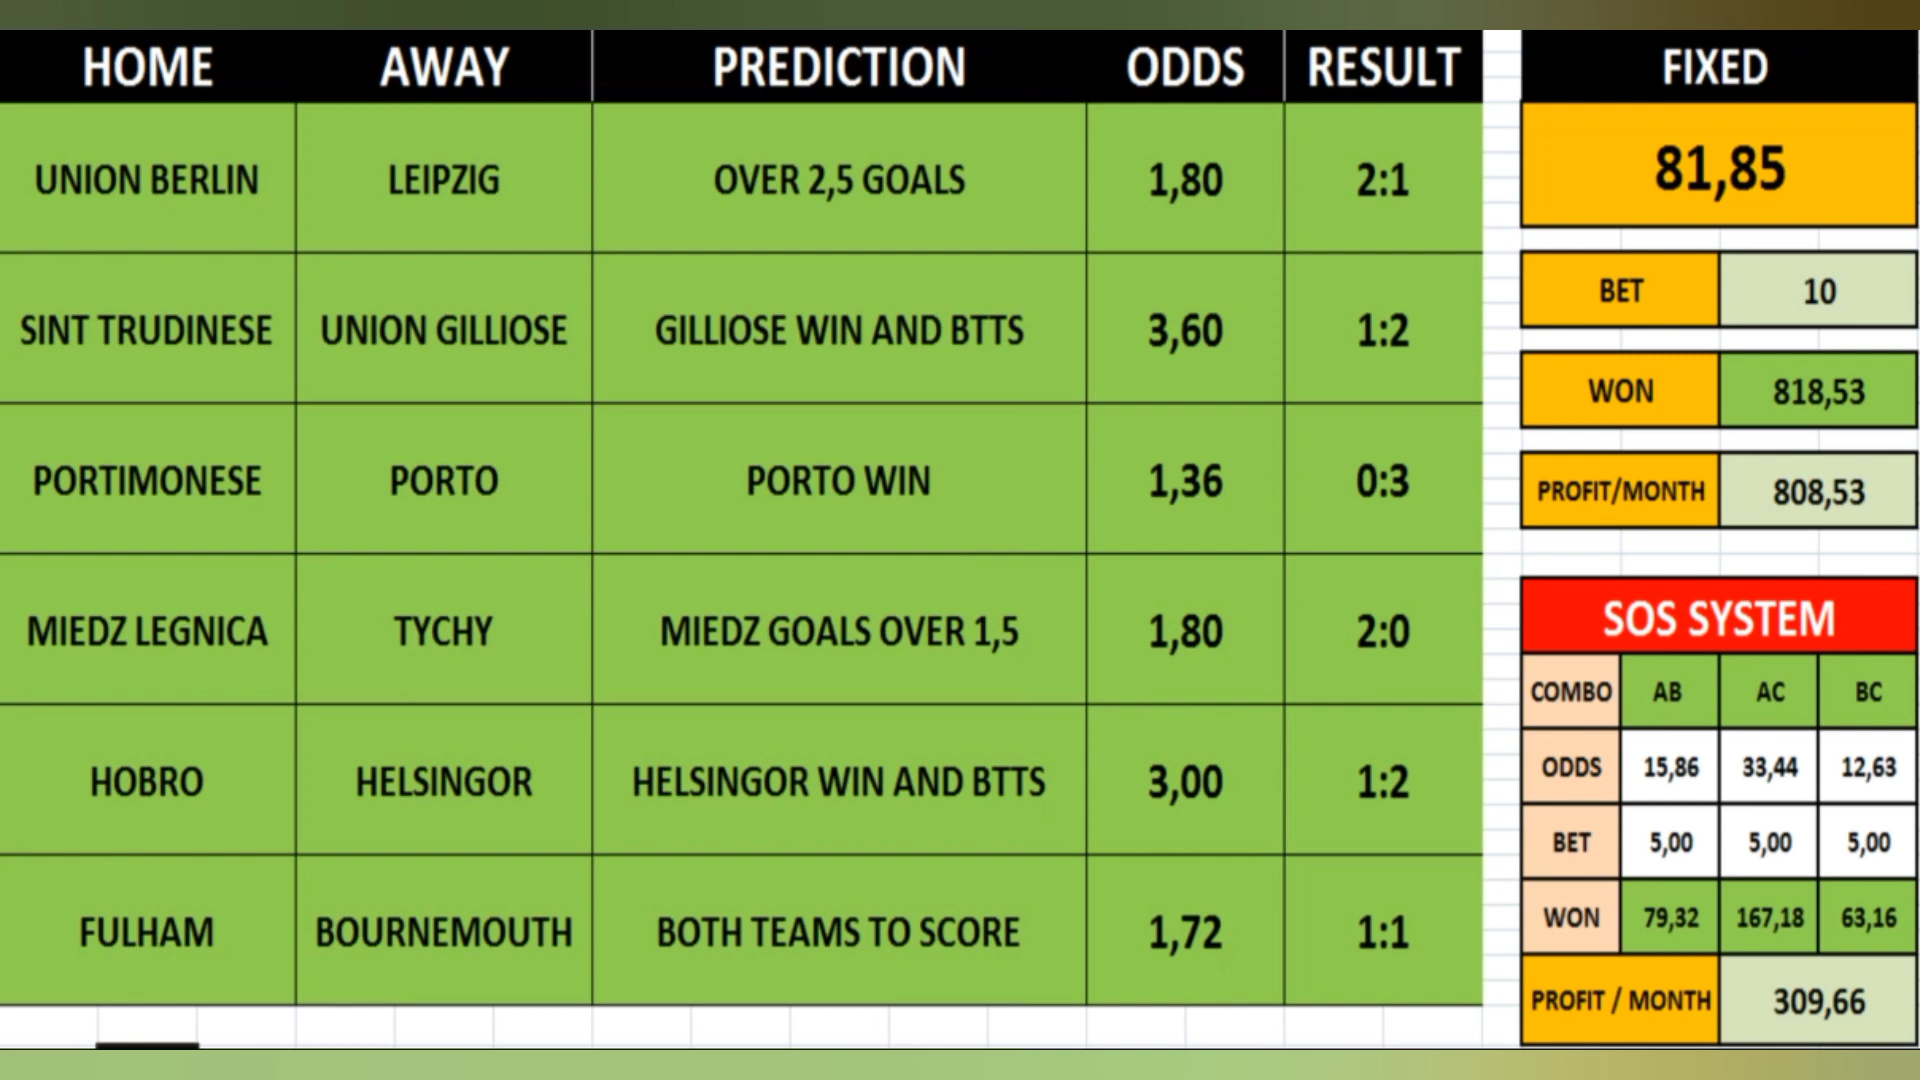 HOME AWAY PREDICTION ODDS RESULT
UNION BERLIN LEIPZIG OVER 2,5 GOALS 1,80 2:1
SINT TRUDINESE UNION GILLIOSE GILLIOSE WIN AND BTTS 3,60 1:2
PORTIMONESE PORTO PORTO WIN 1,36 0:3
MIEDZ LEGNICA TYCHY MIEDZ GOALS OVER 1,5 1,80 2:0
HOBRO HELSINGOR HELSINGOR WIN AND BTTS 3,00 1:2
FULHAM BOURNEMOUTH BOTH TEAMS TO SCORE 1,72 1:1
FIXED
81,85
BET 10
WON 818,53
PROFIT/MONTH 808,53
SOS SYSTEM
COMBO AB AC BC
ODDS 15,86 33,44 12,63
BET 5,00 5,00 5,00
WON 79,32 167,18 63,16
PROFIT / MONTH 309,66